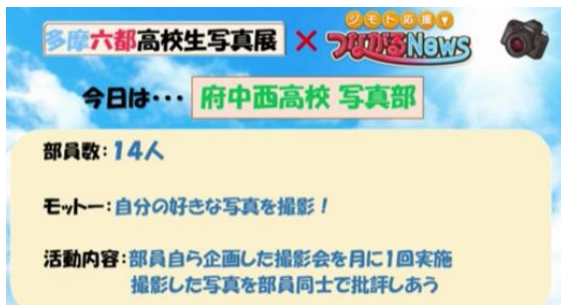 多摩六都高校生写真展 × ジモト応援 つながるNews
今日は・・・ 府中西高校 写真部
部員数:14人
モットー:自分の好きな写真を撮影！
活動内容:部員自ら企画した撮影会を月に1回実施
撮影した写真を部員同士で批評しあう